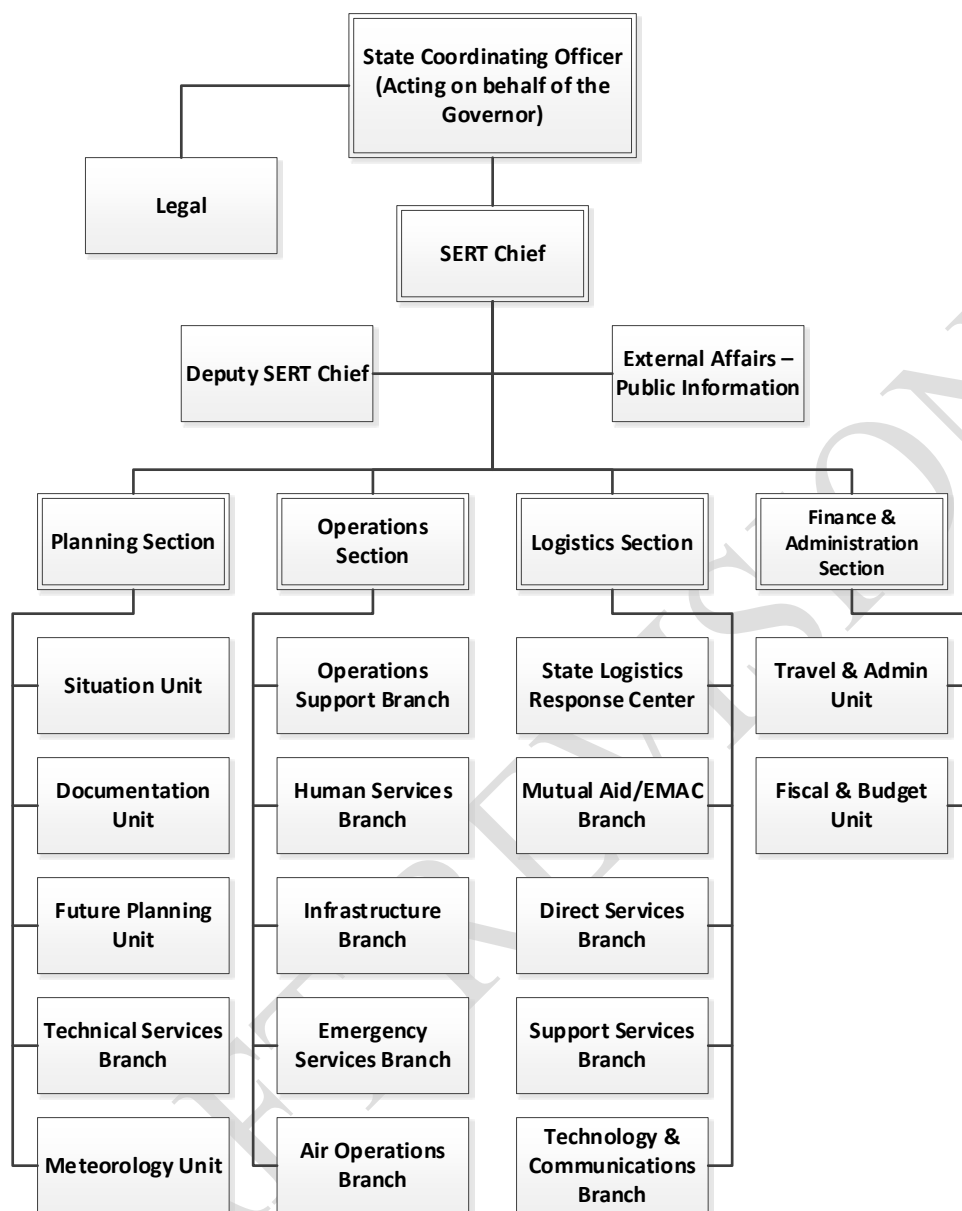 State Coordinating Officer
(Acting on behalf of the
Governor)
Legal
SERT Chief
Deputy SERT Chief
External Affairs –
Public Information
Planning Section
Operations
Section
Logistics Section
Finance &
Administration
Section
Situation Unit
Operations
Support Branch
State Logistics
Response Center
Travel & Admin
Unit
Documentation
Unit
Human Services
Branch
Mutual Aid/EMAC
Branch
Fiscal & Budget
Unit
Future Planning
Unit
Infrastructure
Branch
Direct Services
Branch
Technical Services
Branch
Emergency
Services Branch
Support Services
Branch
Meteorology Unit
Air Operations
Branch
Technology &
Communications
Branch